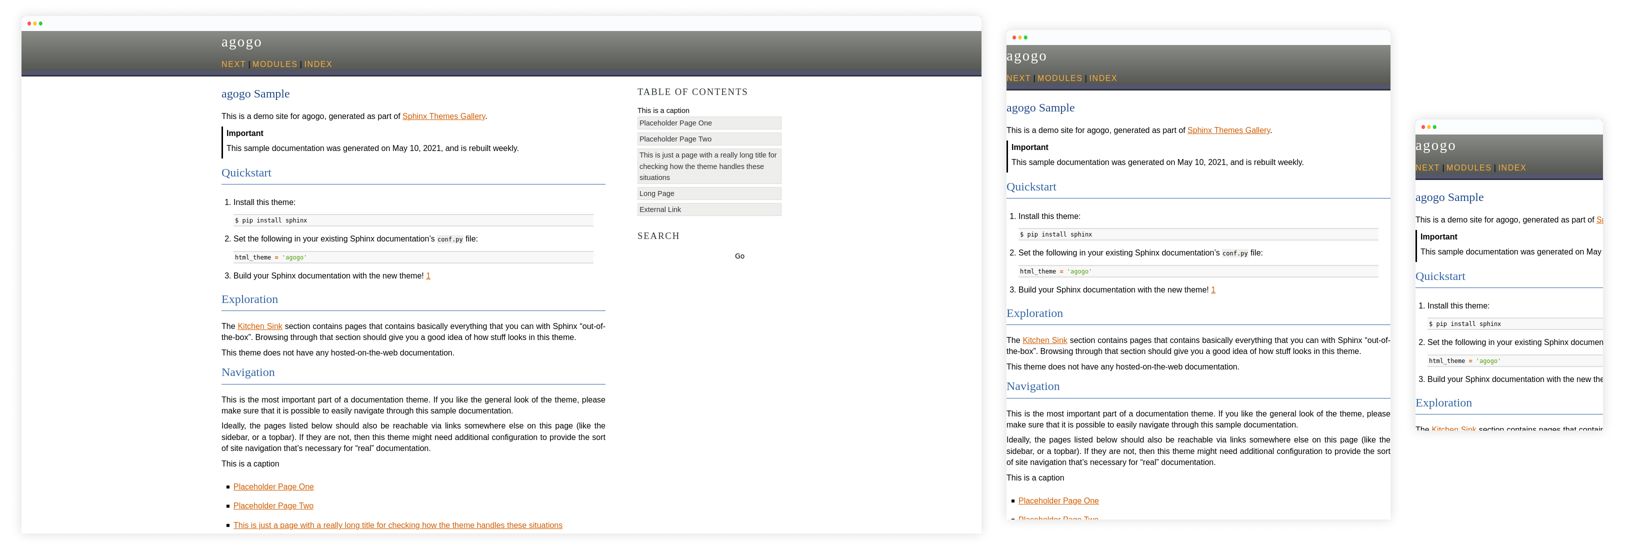 agogo
NEXT | MODULES | INDEX
agogo Sample
This is a demo site for agogo, generated as part of Sphinx Themes Gallery.
Important
This sample documentation was generated on May 10, 2021, and is rebuilt weekly.
Quickstart
1. Install this theme:
$ pip install sphinx
2. Set the following in your existing Sphinx documentation’s conf.py file:
html_theme = 'agogo'
3. Build your Sphinx documentation with the new theme! 1
Exploration
The Kitchen Sink section contains pages that contains basically everything that you can with Sphinx “out-of-
the-box”. Browsing through that section should give you a good idea of how stuff looks in this theme.
This theme does not have any hosted-on-the-web documentation.
Navigation
This is the most important part of a documentation theme. If you like the general look of the theme, please
make sure that it is possible to easily navigate through this sample documentation.
Ideally, the pages listed below should also be reachable via links somewhere else on this page (like the
sidebar, or a topbar). If they are not, then this theme might need additional configuration to provide the sort
of site navigation that’s necessary for “real” documentation.
This is a caption
Placeholder Page One
Placeholder Page Two
This is just a page with a really long title for checking how the theme handles these situations
TABLE OF CONTENTS
This is a caption
Placeholder Page One
Placeholder Page Two
This is just a page with a really long title for
checking how the theme handles these
situations
Long Page
External Link
SEARCH
Go
agogo
NEXT | MODULES | INDEX
agogo Sample
This is a demo site for agogo, generated as part of Sphinx Themes Gallery.
Important
This sample documentation was generated on May 10, 2021, and is rebuilt weekly.
Quickstart
1. Install this theme:
$ pip install sphinx
2. Set the following in your existing Sphinx documentation’s conf.py file:
html_theme = 'agogo'
3. Build your Sphinx documentation with the new theme! 1
Exploration
The Kitchen Sink section contains pages that contains basically everything that you can with Sphinx “out-of-
the-box”. Browsing through that section should give you a good idea of how stuff looks in this theme.
This theme does not have any hosted-on-the-web documentation.
Navigation
This is the most important part of a documentation theme. If you like the general look of the theme, please
make sure that it is possible to easily navigate through this sample documentation.
Ideally, the pages listed below should also be reachable via links somewhere else on this page (like the
sidebar, or a topbar). If they are not, then this theme might need additional configuration to provide the sort
of site navigation that’s necessary for “real” documentation.
This is a caption
Placeholder Page One
Placeholder Page Two
agogo
NEXT | MODULES | INDEX
agogo Sample
This is a demo site for agogo, generated as part of S
Important
This sample documentation was generated on May
Quickstart
1. Install this theme:
$ pip install sphinx
2. Set the following in your existing Sphinx documen
html_theme = 'agogo'
3. Build your Sphinx documentation with the new the
Exploration
The Kitchen Sink section contains pages that contain